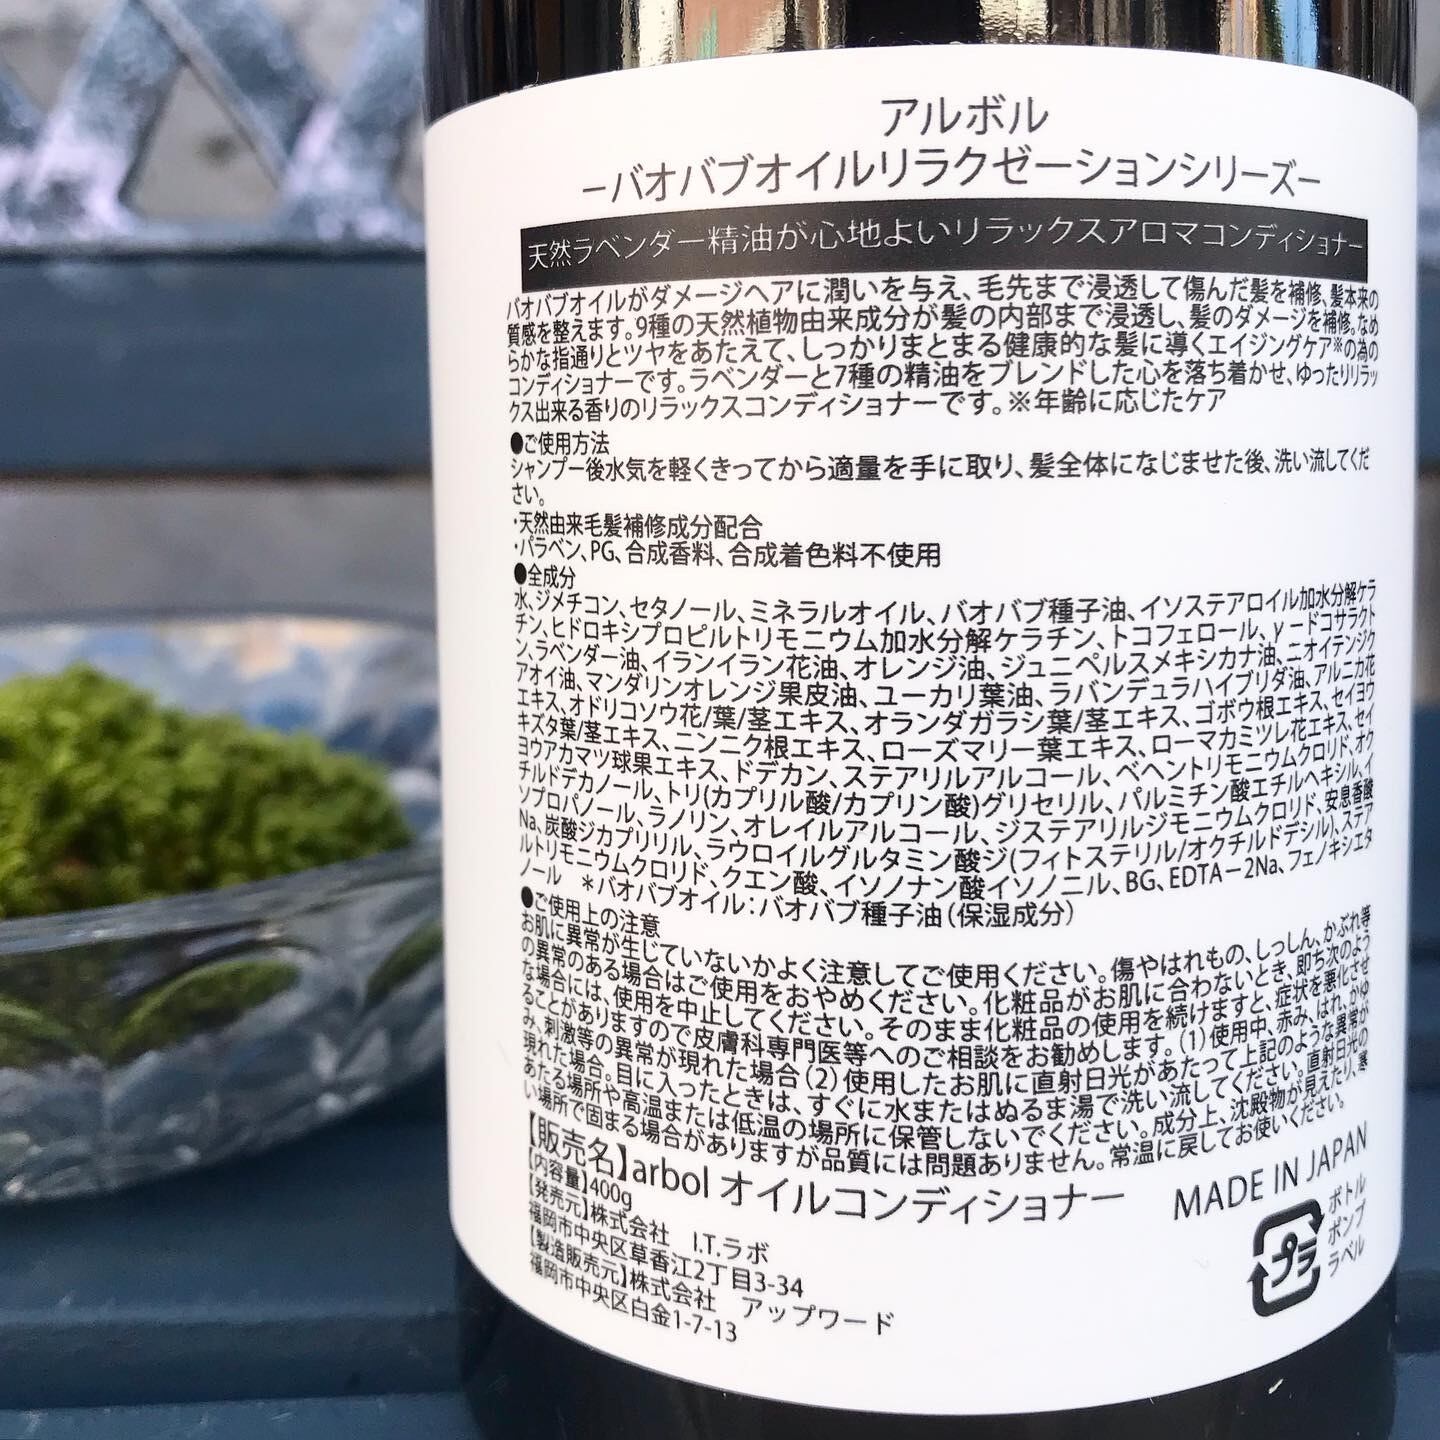 アルボル
−バオバブオイルリラクゼーションシリーズ−
天然ラベンダー精油が心地よいリラックスアロマコンディショナー
バオバブオイルがダメージヘアに潤いを与え、毛先まで浸透して傷んだ髪を補修、髪本来の
質感を整えます。9種の天然植物由来成分が髪の内部まで浸透し、髪のダメージを補修。なめ
らかな指通りとツヤをあたえて、しっかりまとまる健康的な髪に導くエイジングケア※の為の
コンディショナーです。ラベンダーと7種の精油をブレンドした心を落ち着かせ、ゆったりリラッ
クス出来る香りのリラックスコンディショナーです。※年齢に応じたケア
●ご使用方法
シャンプー後水気を軽くきってから適量を手に取り、髪全体になじませた後、洗い流してくだ
さい。
・天然由来毛髪補修成分配合
・パラベン、PG、合成香料、合成着色料不使用
●全成分
水、ジメチコン、セタノール、ミネラルオイル、バオバブ種子油、イソステアロイル加水分解ケラ
チン、ヒドロキシプロピルトリモニウム加水分解ケラチン、トコフェロール、γ－ドコサラクト
ン、ラベンダー油、イランイラン花油、オレンジ油、ジュニペルスメキシカナ油、ニオイテンジク
アオイ油、マンダリンオレンジ果皮油、ユーカリ葉油、ラバンデュラハイブリダ油、アルニカ花
エキス、オドリコソウ花/葉/茎エキス、オランダガラシ葉/茎エキス、ゴボウ根エキス、セイヨウ
キズタ葉/茎エキス、ニンニク根エキス、ローズマリー葉エキス、ローマカミツレ花エキス、セイ
ヨウアカマツ球果エキス、ドデカン、ステアリルアルコール、ベヘントリモニウムクロリド、オク
チルドデカノール、トリ(カプリル酸/カプリン酸)グリセリル、パルミチン酸エチルヘキシル、イ
ソプロパノール、ラノリン、オレイルアルコール、ジステアリルジモニウムクロリド、安息香酸
Na、炭酸ジカプリリル、ラウロイルグルタミン酸ジ(フィトステリル/オクチルドデシル)、ステア
ルトリモニウムクロリド、クエン酸、イソノナン酸イソノニル、BG、EDTA－2Na、フェノキシエタ
ノール　＊バオバブオイル：バオバブ種子油（保湿成分）
●ご使用上の注意
お肌に異常が生じていないかよく注意してご使用ください。傷やはれもの、しっしん、かぶれ等
の異常のある場合はご使用をおやめください。化粧品がお肌に合わないとき、即ち次のよう
な場合には、使用を中止してください。そのまま化粧品の使用を続けますと、症状を悪化させ
ることがありますので皮膚科専門医等へのご相談をお勧めします。（1）使用中、赤み、はれ、かゆ
み、刺激等の異常が現れた場合（2）使用したお肌に直射日光があたって上記のような異常が
現れた場合。目に入ったときは、すぐに水またはぬるま湯で洗い流してください。直射日光の
あたる場所や高温または低温の場所に保管しないでください。成分上、沈殿物が見えたり、寒
い場所で固まる場合がありますが品質には問題ありません。常温に戻してお使いください。
【販売名】arbol オイルコンディショナー　MADE IN JAPAN
【内容量】400g
【発売元】株式会社　I.T.ラボ
福岡市中央区草香江2丁目3-34
【製造販売元】株式会社　アップワード
福岡市中央区白金1-7-13
プラ
ボトル
ポンプ
ラベル